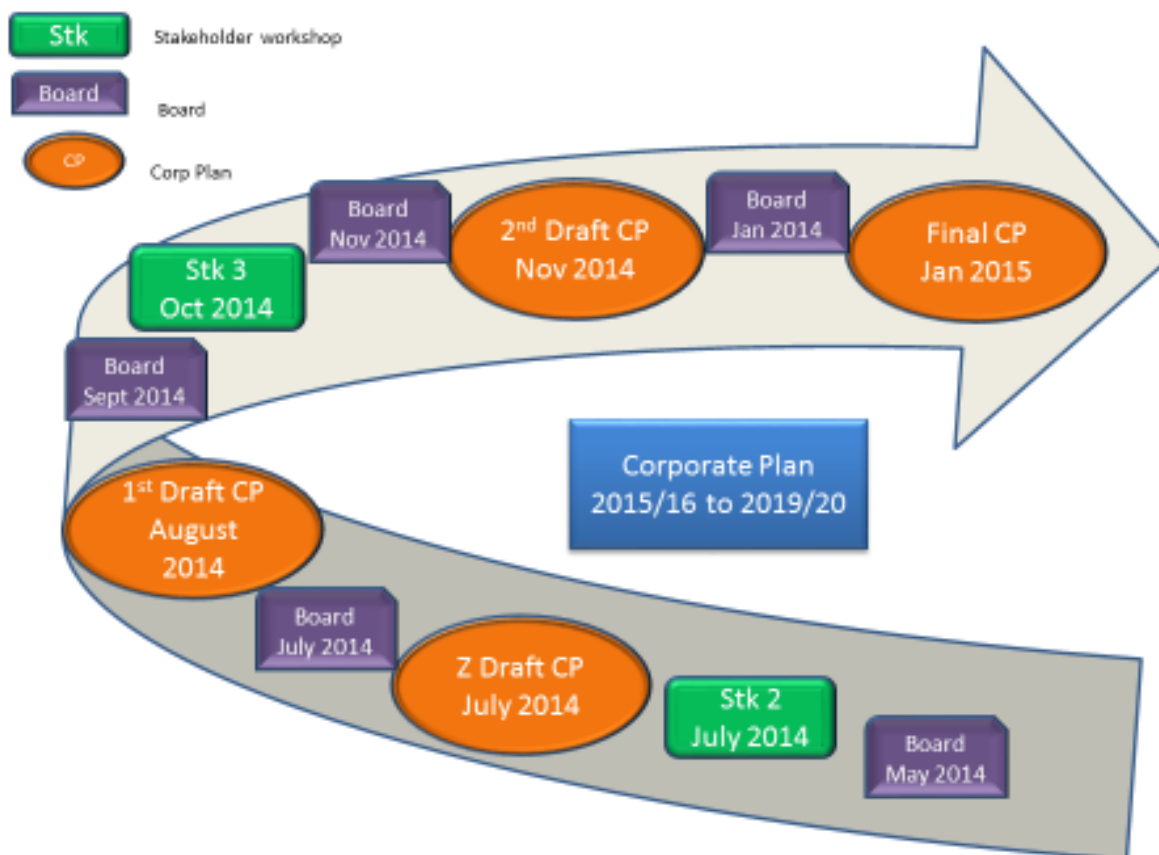 Stk
Stakeholder workshop
Board
Board
CP
Corp Plan
Board
Nov 2014
2nd Draft CP
Nov 2014
Board
Jan 2014
Final CP
Jan 2015
Stk 3
Oct 2014
Board
Sept 2014
Corporate Plan
2015/16 to 2019/20
1st Draft CP
August
2014
Board
July 2014
Z Draft CP
July 2014
Stk 2
July 2014
Board
May 2014